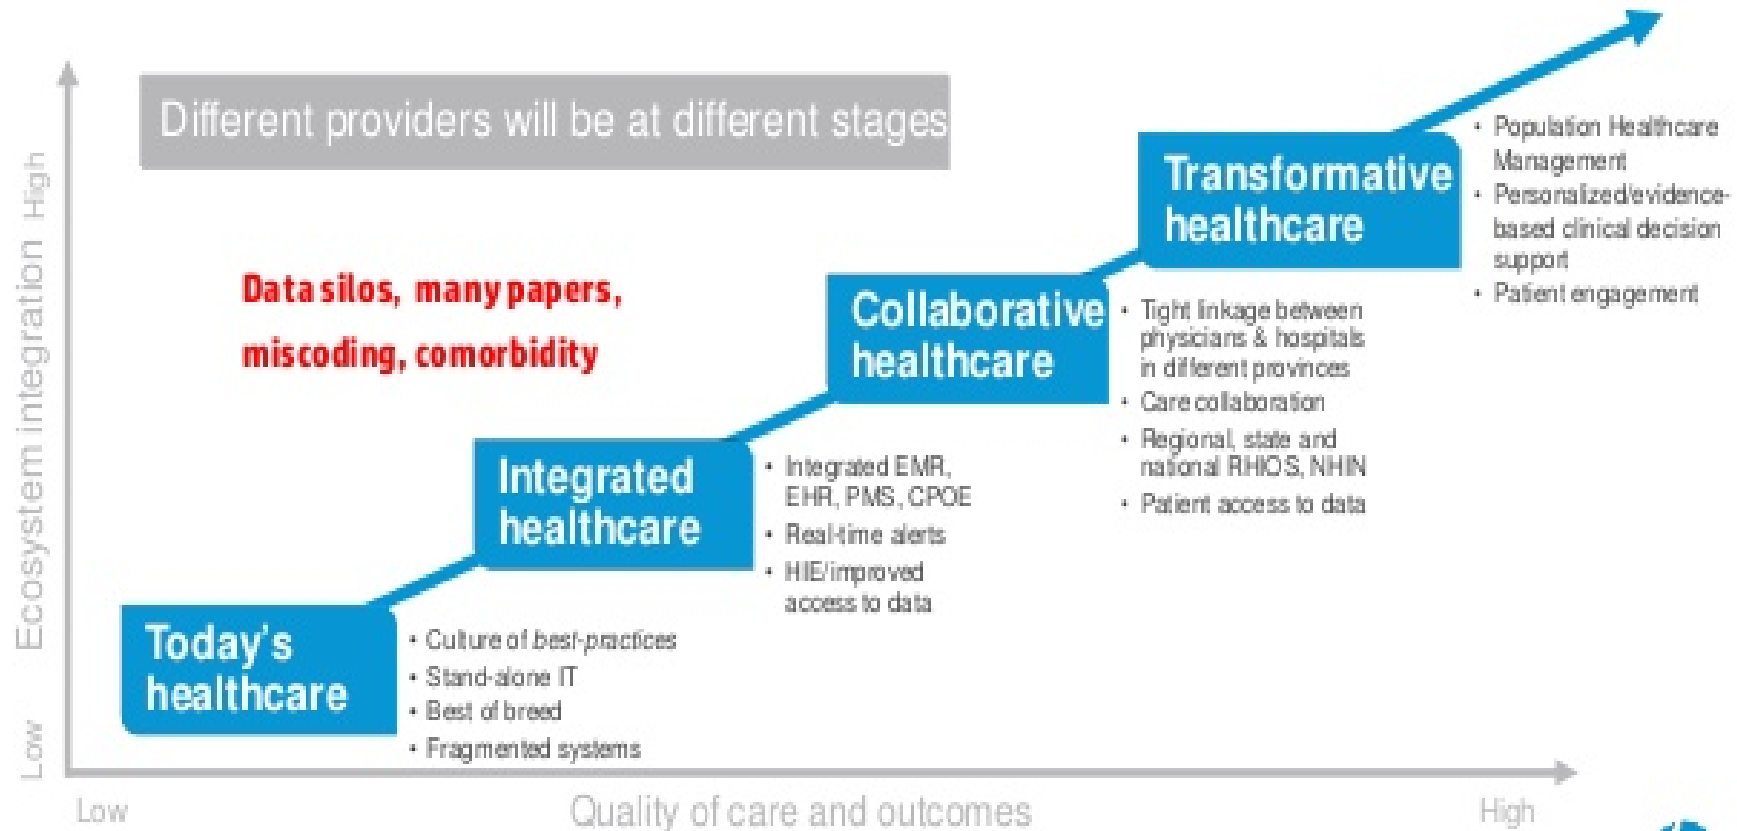 Different providers will be at different stages
High
Ecosystem integration
Low
Data silos, many papers,
miscoding, comorbidity
Transformative
healthcare
• Population Healthcare
Management
• Personalized/evidence-
based clinical decision
support
• Patient engagement
Collaborative
healthcare
• Tight linkage between
physicians & hospitals
in different provinces
• Care collaboration
• Regional, state and
national RHIOS, NHIN
• Patient access to data
Integrated
healthcare
• Integrated EMR,
EHR, PMS, CPOE
• Real-time alerts
• HIE/improved
access to data
Today's
healthcare
• Culture of best-practices
• Stand-alone IT
• Best of breed
• Fragmented systems
Low
Quality of care and outcomes
High